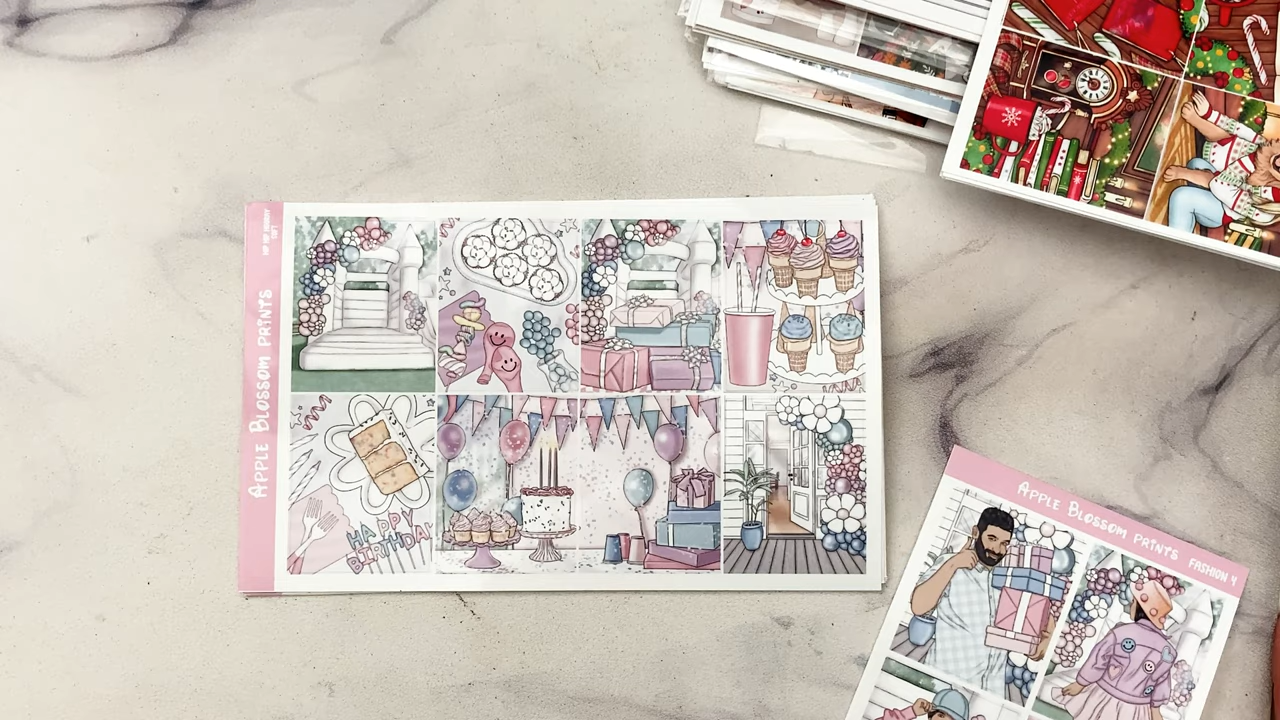 APPLE BLOSSOM PRINTS
HAPPY
BIRTHDAY
APPLE BLOSSOM PRINTS
FASHION 4